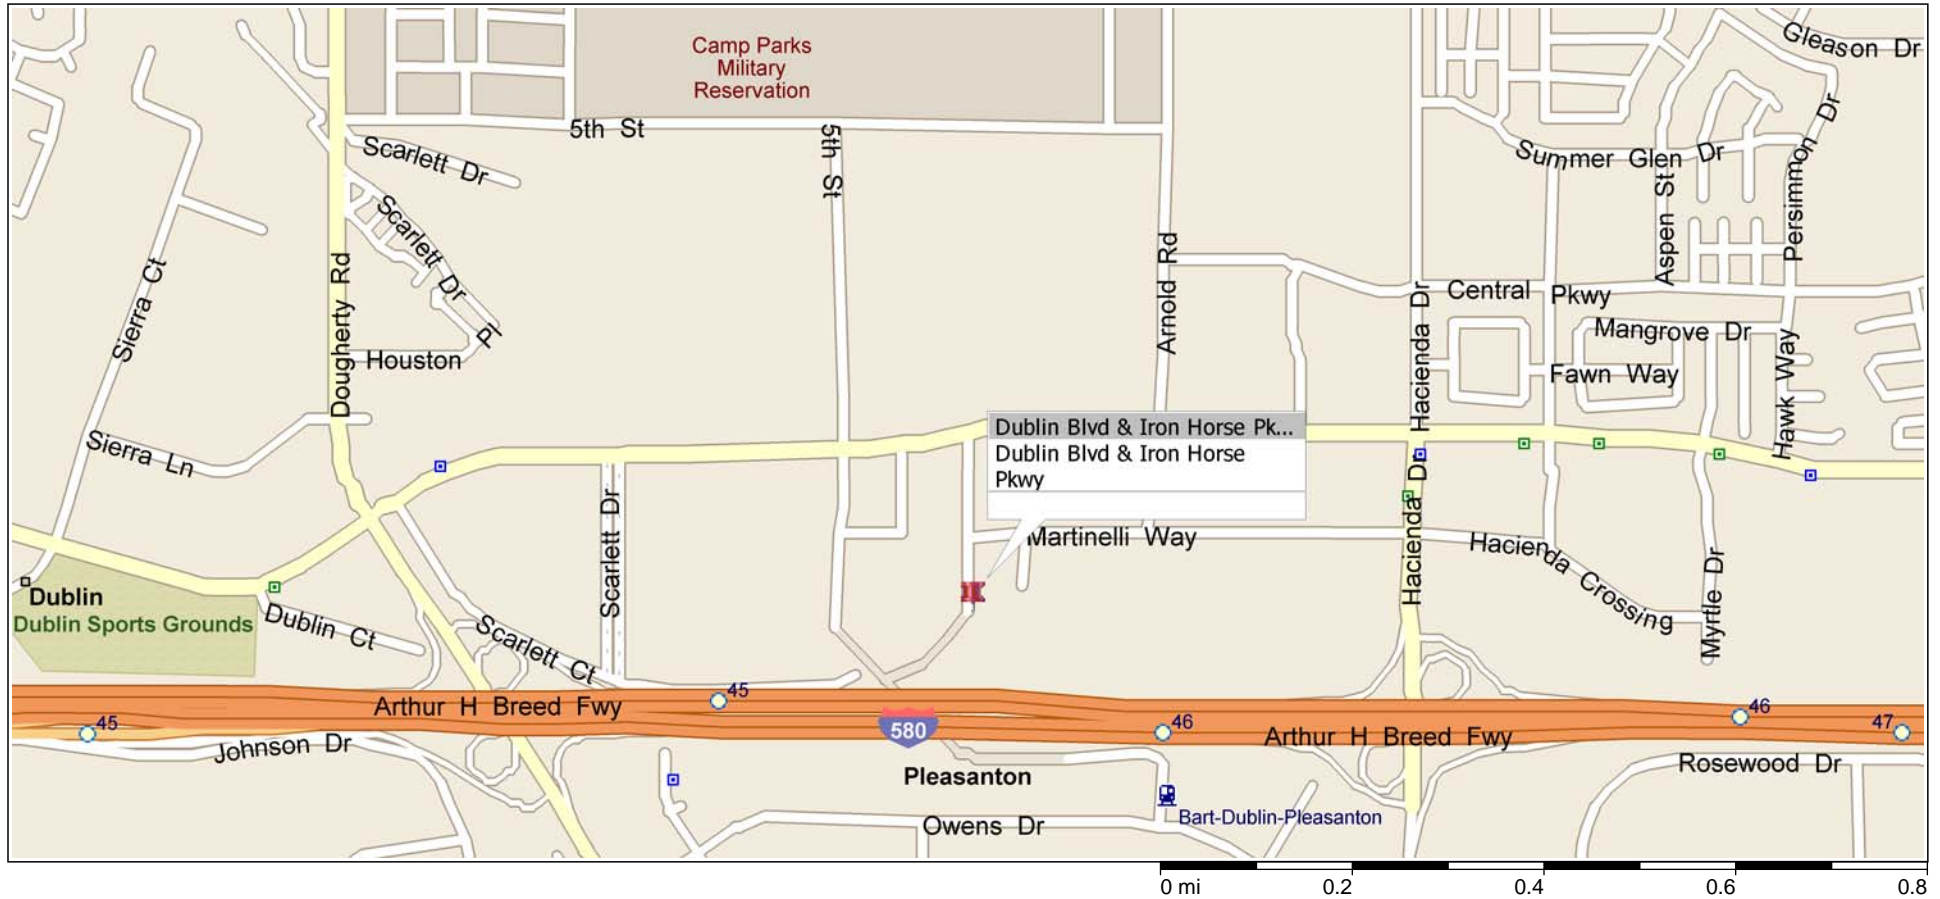 Gleason Dr
Camp Parks
Military
Reservation
5th St
5th St
Scarlett Dr
Summer Glen Dr
Persimmon Dr
Aspen St
Scarlett Dr
Sierra Ct
Dougherty Rd
Arnold Rd
Hacienda Dr
Central Pkwy
Mangrove Dr
Houston Pl
Fawn Way
Hawk Way
Sierra Ln
Dublin Blvd & Iron Horse Pk...
Dublin Blvd & Iron Horse
Pkwy
Scarlett Dr
Martinelli Way
Hacienda Dr
Hacienda Crossing
Myrtle Dr
Dublin
Dublin Sports Grounds
Dublin Ct
Scarlett Ct
45
Arthur H Breed Fwy
45
580
46
Arthur H Breed Fwy
46
47
Johnson Dr
Pleasanton
Rosewood Dr
Owens Dr
Bart-Dublin-Pleasanton
0 mi 0.2 0.4 0.6 0.8